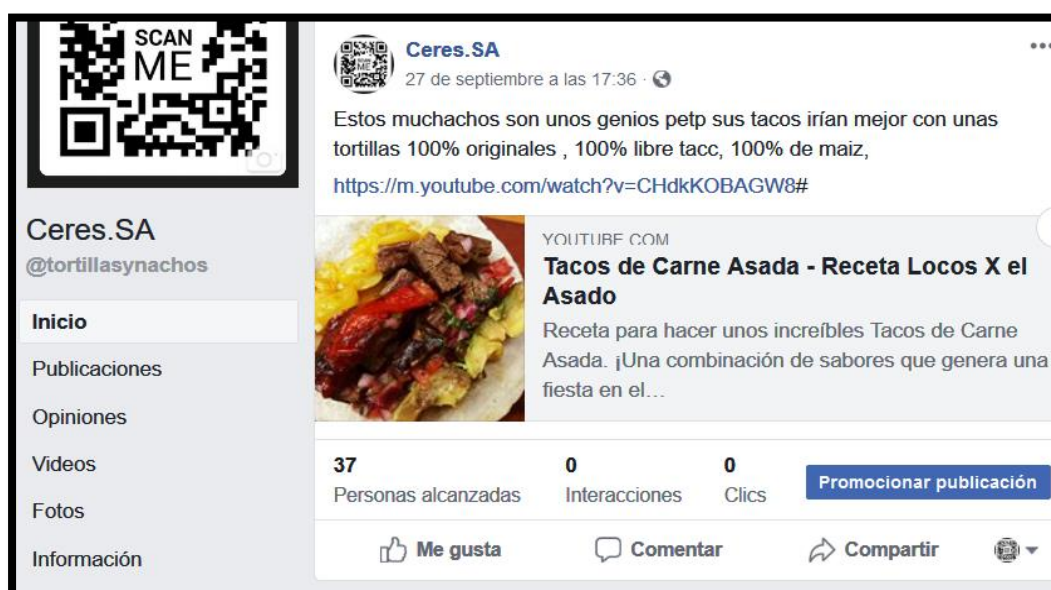 SCAN
ME
Ceres.SA
@tortillasynachos
Inicio
Publicaciones
Opiniones
Videos
Fotos
Información
Ceres.SA
27 de septiembre a las 17:36 ·
Estos muchachos son unos genios petp sus tacos irían mejor con unas
tortillas 100% originales , 100% libre tacc, 100% de maiz,
https://m.youtube.com/watch?v=CHdkKOBAGW8#
YOUTUBE.COM
Tacos de Carne Asada - Receta Locos X el
Asado
Receta para hacer unos increíbles Tacos de Carne
Asada. ¡Una combinación de sabores que genera una
fiesta en el...
37 0 0
Personas alcanzadas Interacciones Clics
Promocionar publicación
Me gusta Comentar Compartir